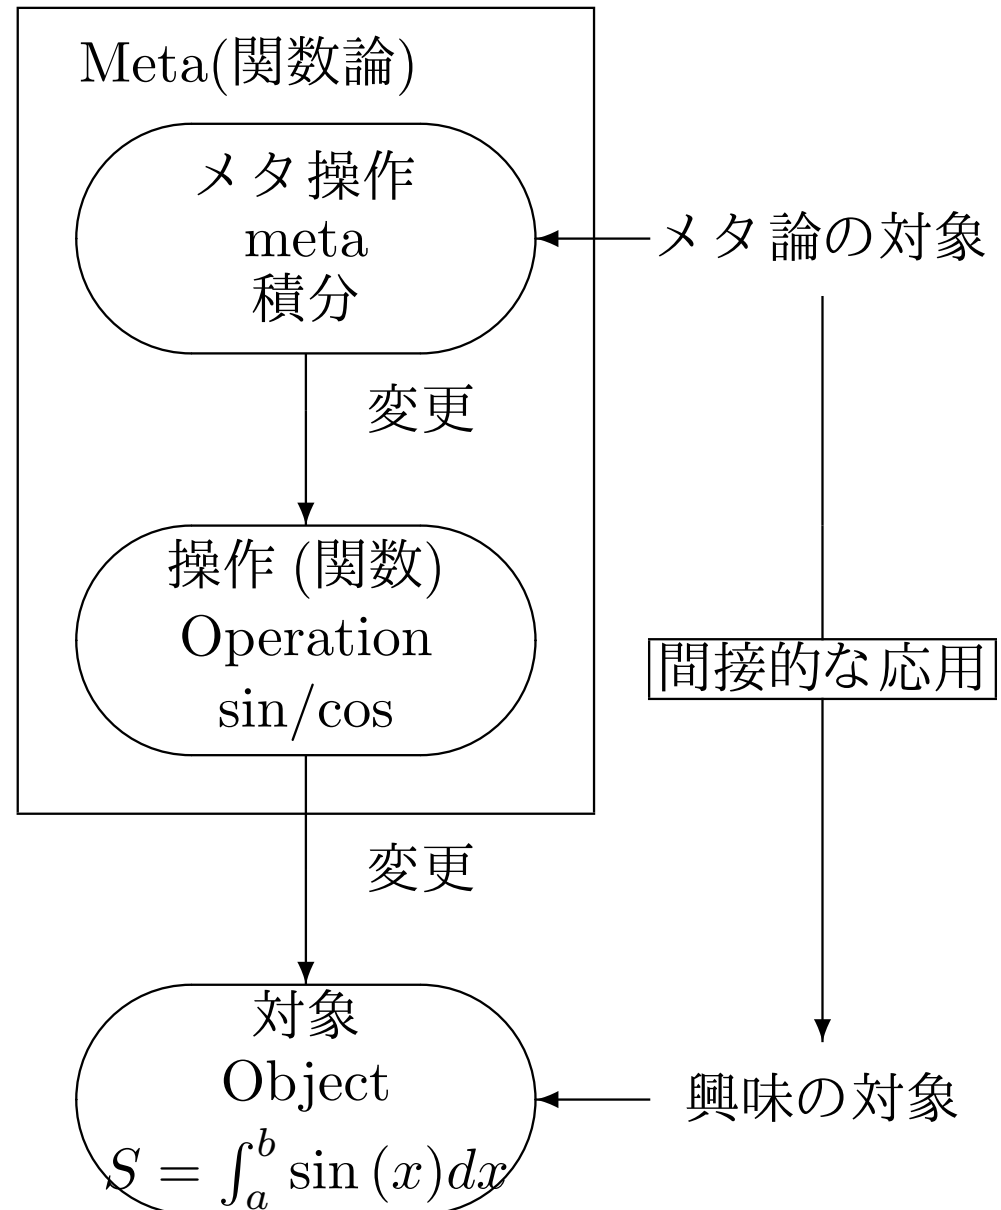 Meta(関数論)
メタ操作
meta
積分
メタ論の対象
変更
操作 (関数)
Operation
sin/cos
間接的な応用
変更
対象
Object
S = ∫_a^b sin (x)dx
興味の対象